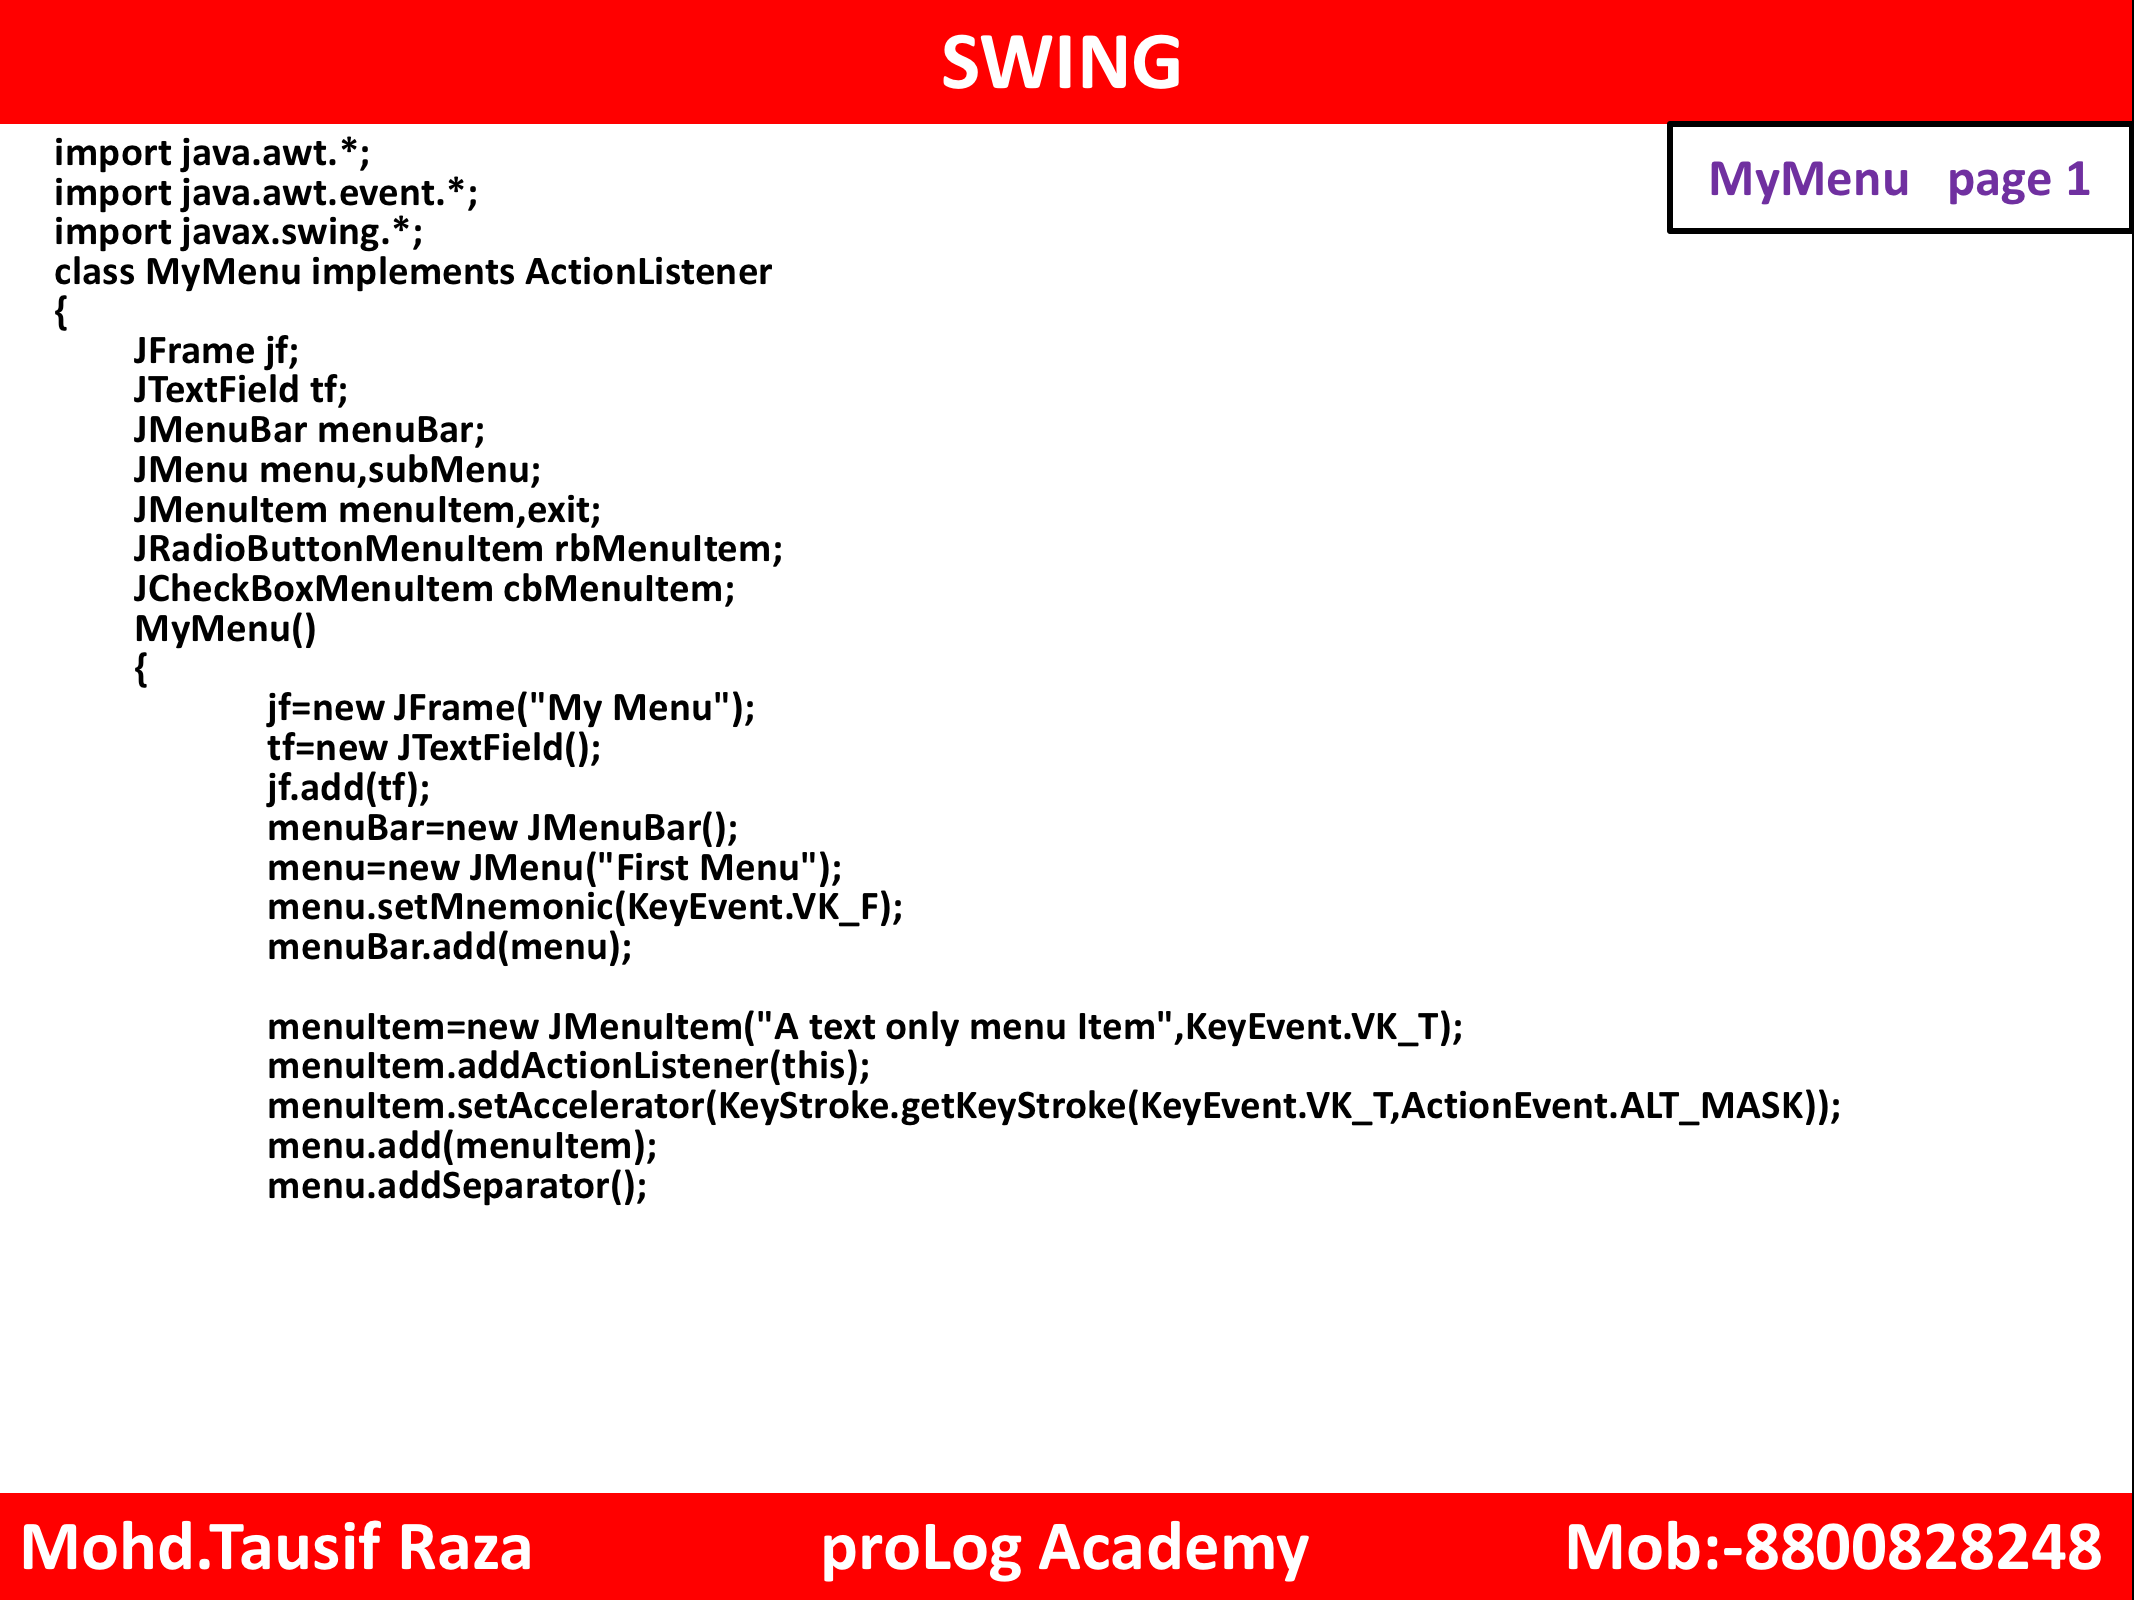 SWING
MyMenu page 1
import java.awt.*;
import java.awt.event.*;
import javax.swing.*;
class MyMenu implements ActionListener
{
JFrame jf;
JTextField tf;
JMenuBar menuBar;
JMenu menu,subMenu;
JMenuItem menuItem,exit;
JRadioButtonMenuItem rbMenuItem;
JCheckBoxMenuItem cbMenuItem;
MyMenu()
{
jf=new JFrame("My Menu");
tf=new JTextField();
jf.add(tf);
menuBar=new JMenuBar();
menu=new JMenu("First Menu");
menu.setMnemonic(KeyEvent.VK_F);
menuBar.add(menu);
menuItem=new JMenuItem("A text only menu Item",KeyEvent.VK_T);
menuItem.addActionListener(this);
menuItem.setAccelerator(KeyStroke.getKeyStroke(KeyEvent.VK_T,ActionEvent.ALT_MASK));
menu.add(menuItem);
menu.addSeparator();
Mohd.Tausif Raza proLog Academy Mob:-8800828248